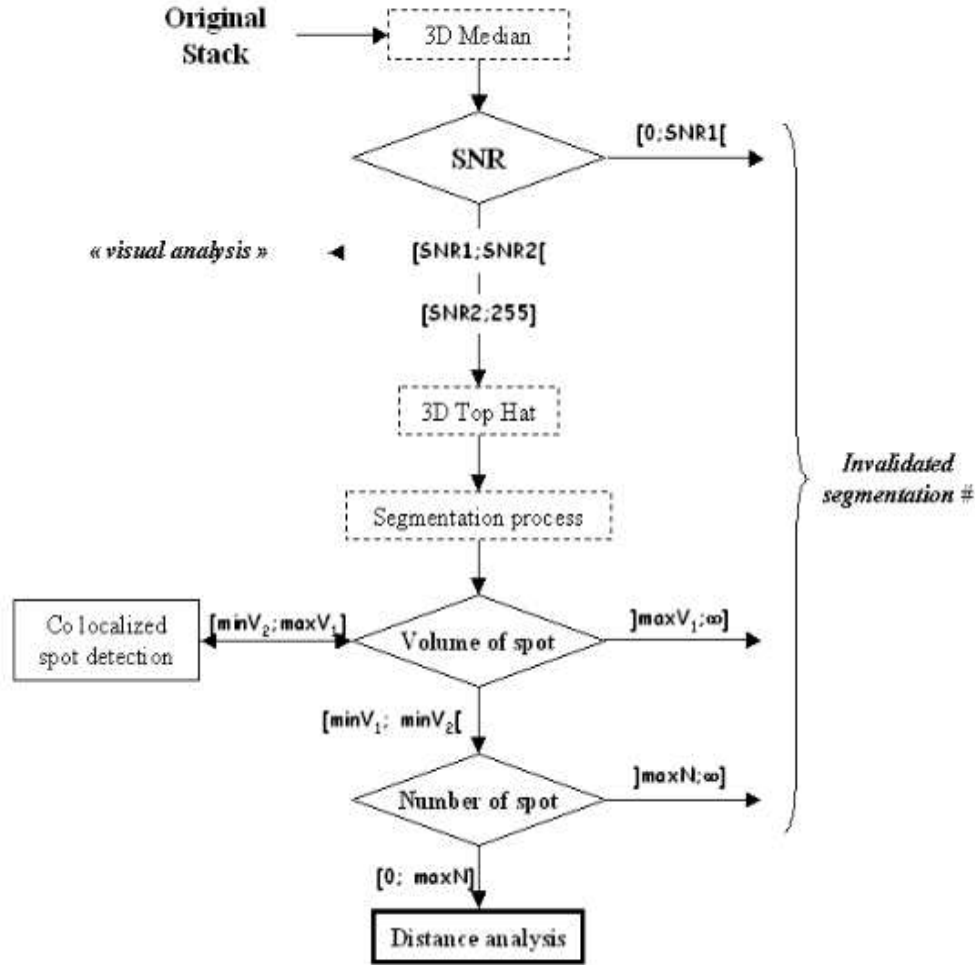 Original
Stack
3D Median
SNR
[0;SNR1[
« visual analysis »
[SNR1;SNR2[
[SNR2;255]
3D Top Hat
Invalidated
segmentation #
Segmentation process
Co localized
spot detection
[minV2;maxV1]
Volume of spot
]maxV1;∞]
[minV1; minV2[
Number of spot
]maxN;∞]
[0; maxN]
Distance analysis